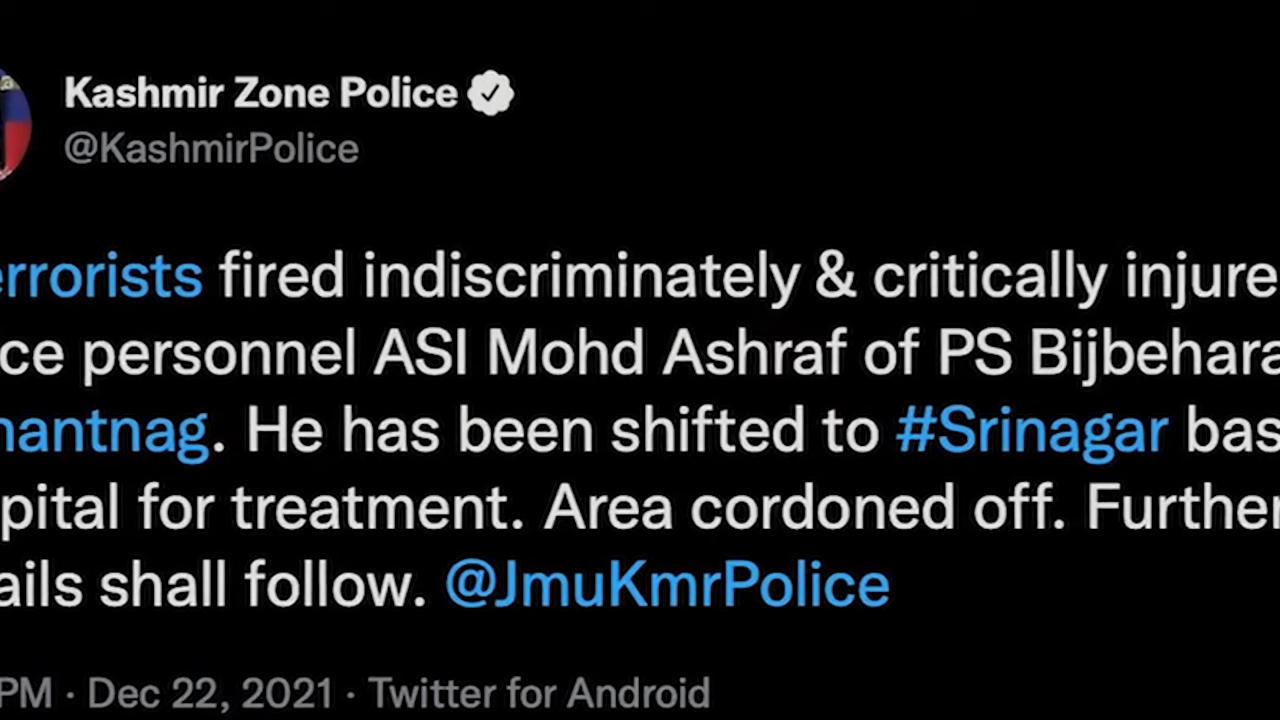 Kashmir Zone Police
@KashmirPolice
errorists fired indiscriminately & critically injure
ce personnel ASI Mohd Ashraf of PS Bijbehara
nantnag. He has been shifted to #Srinagar bas
pital for treatment. Area cordoned off. Further
ails shall follow. @JmuKmrPolice
PM · Dec 22, 2021 · Twitter for Android